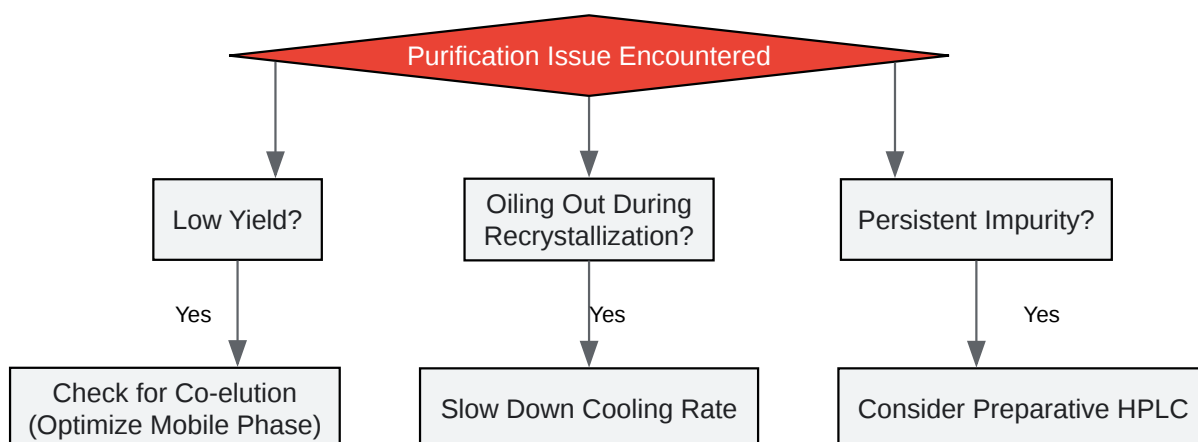 Purification Issue Encountered
Low Yield?
Oiling Out During
Recrystallization?
Persistent Impurity?
Yes
Yes
Yes
Check for Co-elution
(Optimize Mobile Phase)
Slow Down Cooling Rate
Consider Preparative HPLC